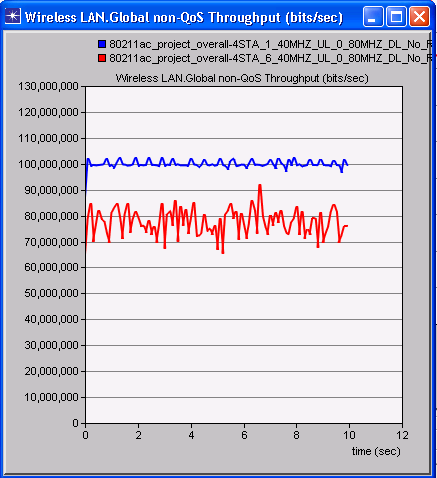 Wireless LAN.Global non-QoS Throughput (bits/sec)
80211ac_project_overall-4STA_1_40MHZ_UL_0_80MHZ_DL_No_R
80211ac_project_overall-4STA_6_40MHZ_UL_0_80MHZ_DL_No_R
Wireless LAN.Global non-QoS Throughput (bits/sec)
130,000,000
120,000,000
110,000,000
100,000,000
90,000,000
80,000,000
70,000,000
60,000,000
50,000,000
40,000,000
30,000,000
20,000,000
10,000,000
0
0 2 4 6 8 10 12
time (sec)